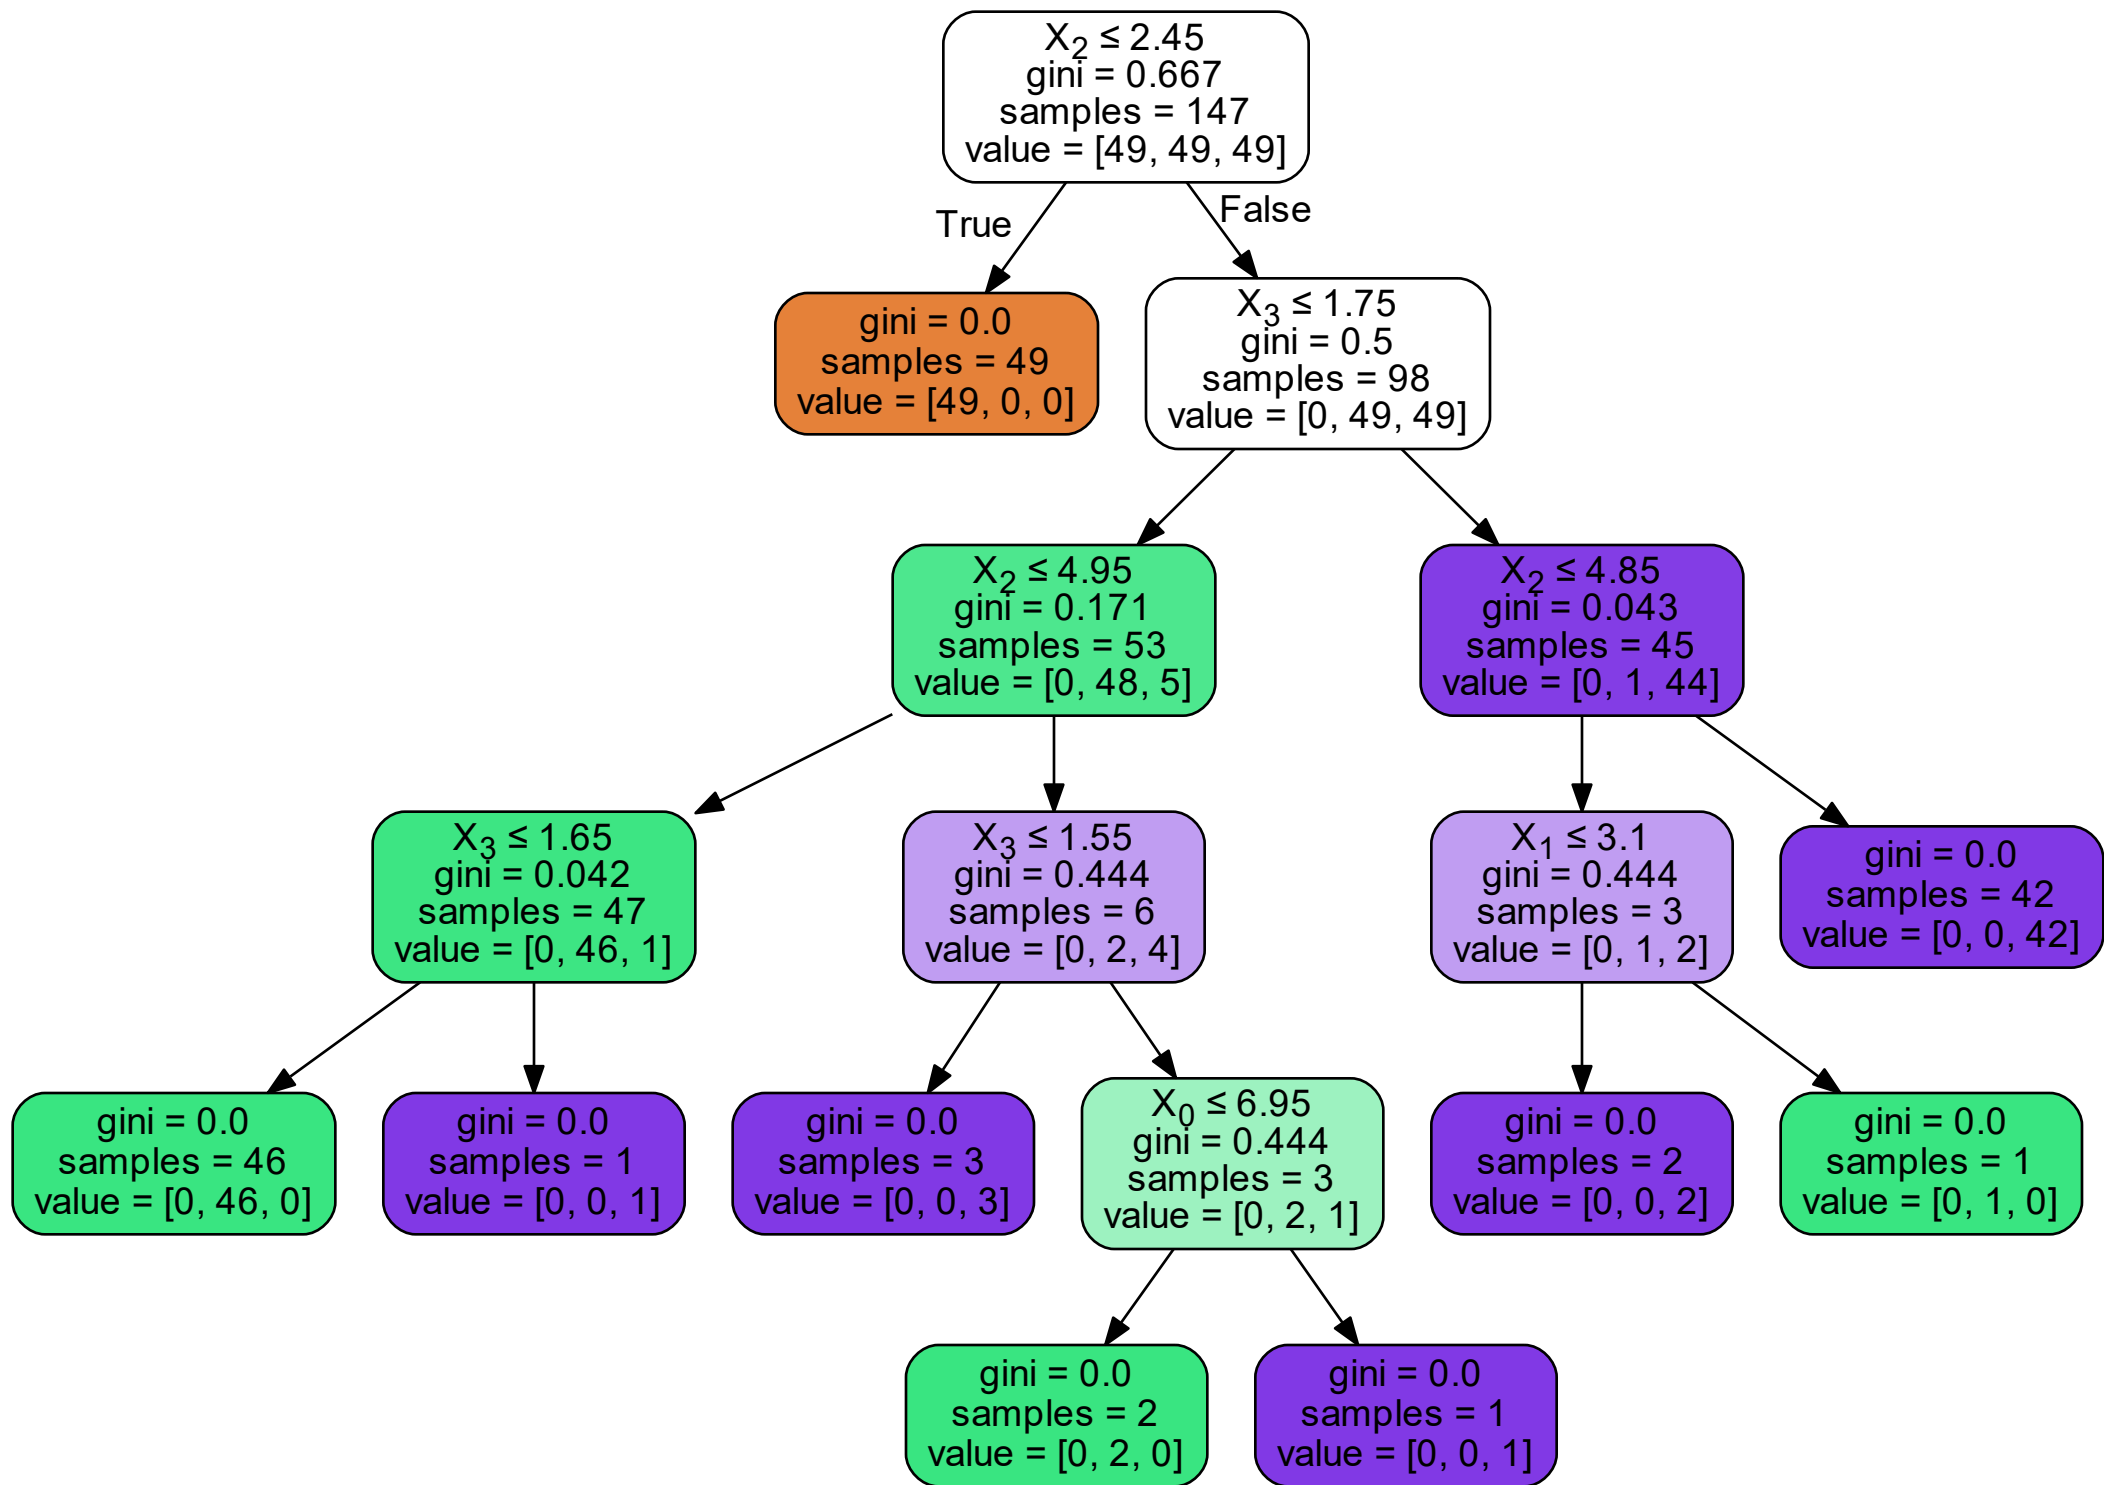 X₂ ≤ 2.45
gini = 0.667
samples = 147
value = [49, 49, 49]
True
False
gini = 0.0
samples = 49
value = [49, 0, 0]
X₃ ≤ 1.75
gini = 0.5
samples = 98
value = [0, 49, 49]
X₂ ≤ 4.95
gini = 0.171
samples = 53
value = [0, 48, 5]
X₂ ≤ 4.85
gini = 0.043
samples = 45
value = [0, 1, 44]
X₃ ≤ 1.65
gini = 0.042
samples = 47
value = [0, 46, 1]
X₃ ≤ 1.55
gini = 0.444
samples = 6
value = [0, 2, 4]
X₁ ≤ 3.1
gini = 0.444
samples = 3
value = [0, 1, 2]
gini = 0.0
samples = 42
value = [0, 0, 42]
gini = 0.0
samples = 46
value = [0, 46, 0]
gini = 0.0
samples = 1
value = [0, 0, 1]
gini = 0.0
samples = 3
value = [0, 0, 3]
X₀ ≤ 6.95
gini = 0.444
samples = 3
value = [0, 2, 1]
gini = 0.0
samples = 2
value = [0, 0, 2]
gini = 0.0
samples = 1
value = [0, 1, 0]
gini = 0.0
samples = 2
value = [0, 2, 0]
gini = 0.0
samples = 1
value = [0, 0, 1]